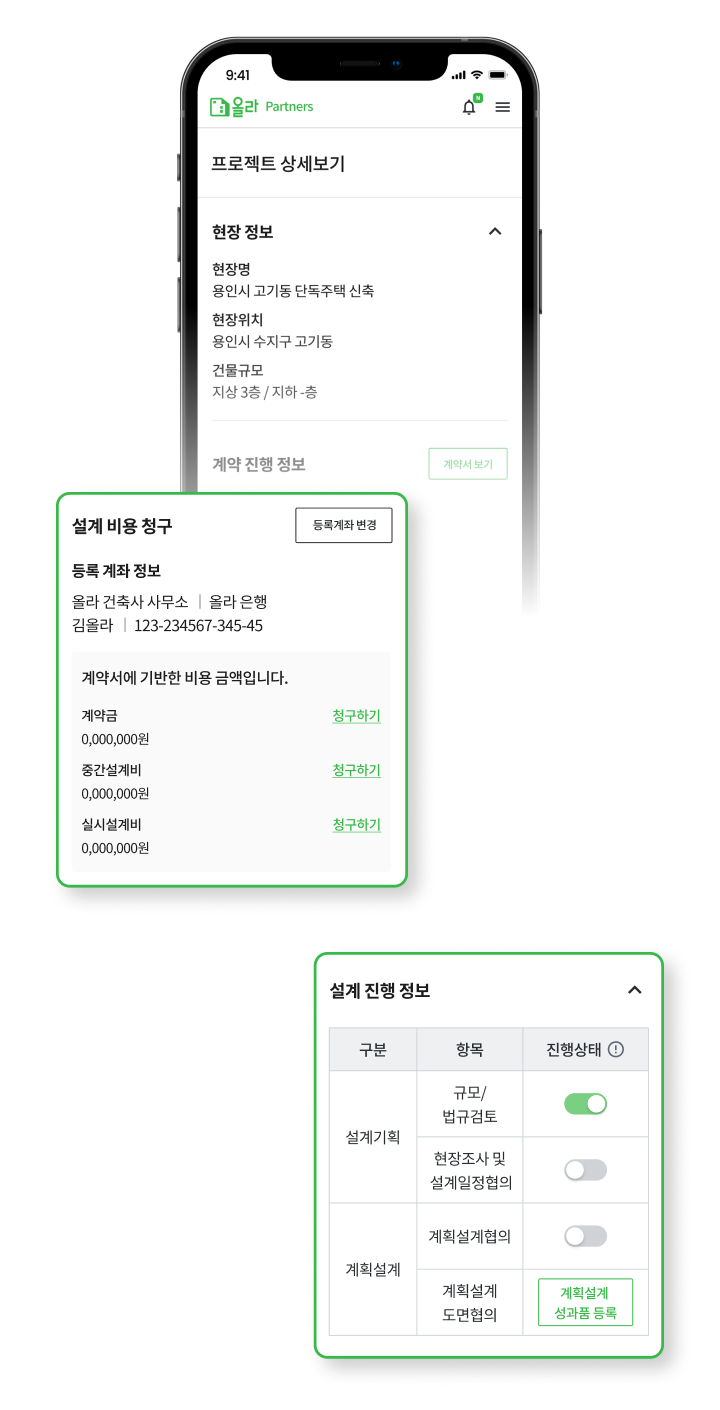 9:41
올라 Partners
N
프로젝트 상세보기
현장 정보
현장명
용인시 고기동 단독주택 신축
현장위치
용인시 수지구 고기동
건물규모
지상 3층 / 지하 -층
계약 진행 정보
계약서 보기
설계 비용 청구
등록계좌 변경
등록 계좌 정보
올라 건축사 사무소 | 올라 은행
김올라 | 123-234567-345-45
계약서에 기반한 비용 금액입니다.
계약금 청구하기
0,000,000원
중간설계비 청구하기
0,000,000원
실시설계비 청구하기
0,000,000원
설계 진행 정보
구분 항목 진행상태
설계기획
규모/
법규검토
현장조사 및
설계일정협의
계획설계
계획설계협의
계획설계
도면협의
계획설계
성과품 등록